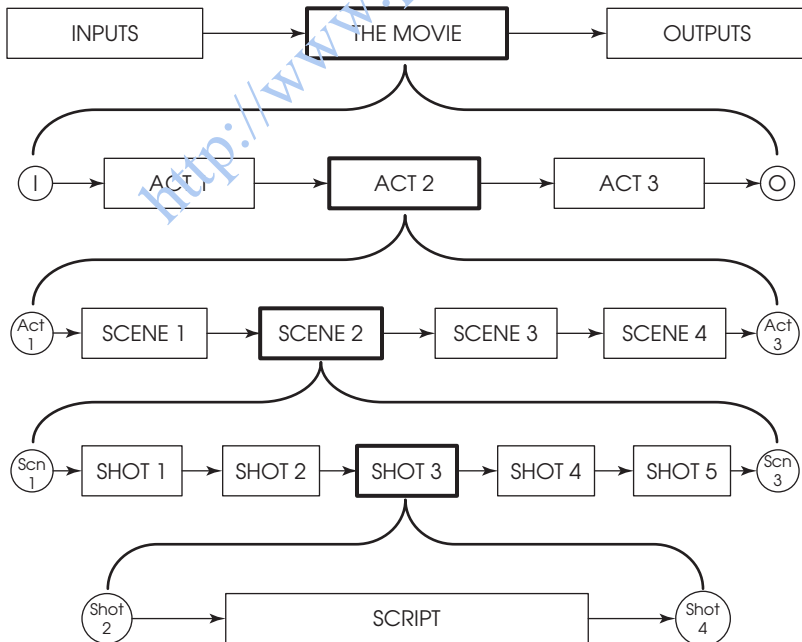 INPUTS THE MOVIE OUTPUTS
http://www.
I ACT 1 ACT 2 ACT 3 O
Act 1 SCENE 1 SCENE 2 SCENE 3 SCENE 4 Act 3
Scn 1 SHOT 1 SHOT 2 SHOT 3 SHOT 4 SHOT 5 Scn 3
Shot 2 SCRIPT Shot 4